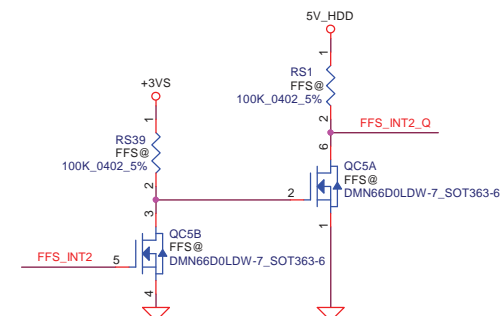 5V_HDD
1
RS1
FFS@
100K_0402_5%
2
FFS_INT2_Q
+3VS
1
RS39
FFS@
100K_0402_5%
2
6
QC5A
FFS@
DMN66D0LDW-7_SOT363-6
2
1
3
QC5B
FFS@
DMN66D0LDW-7_SOT363-6
FFS_INT2
5
4